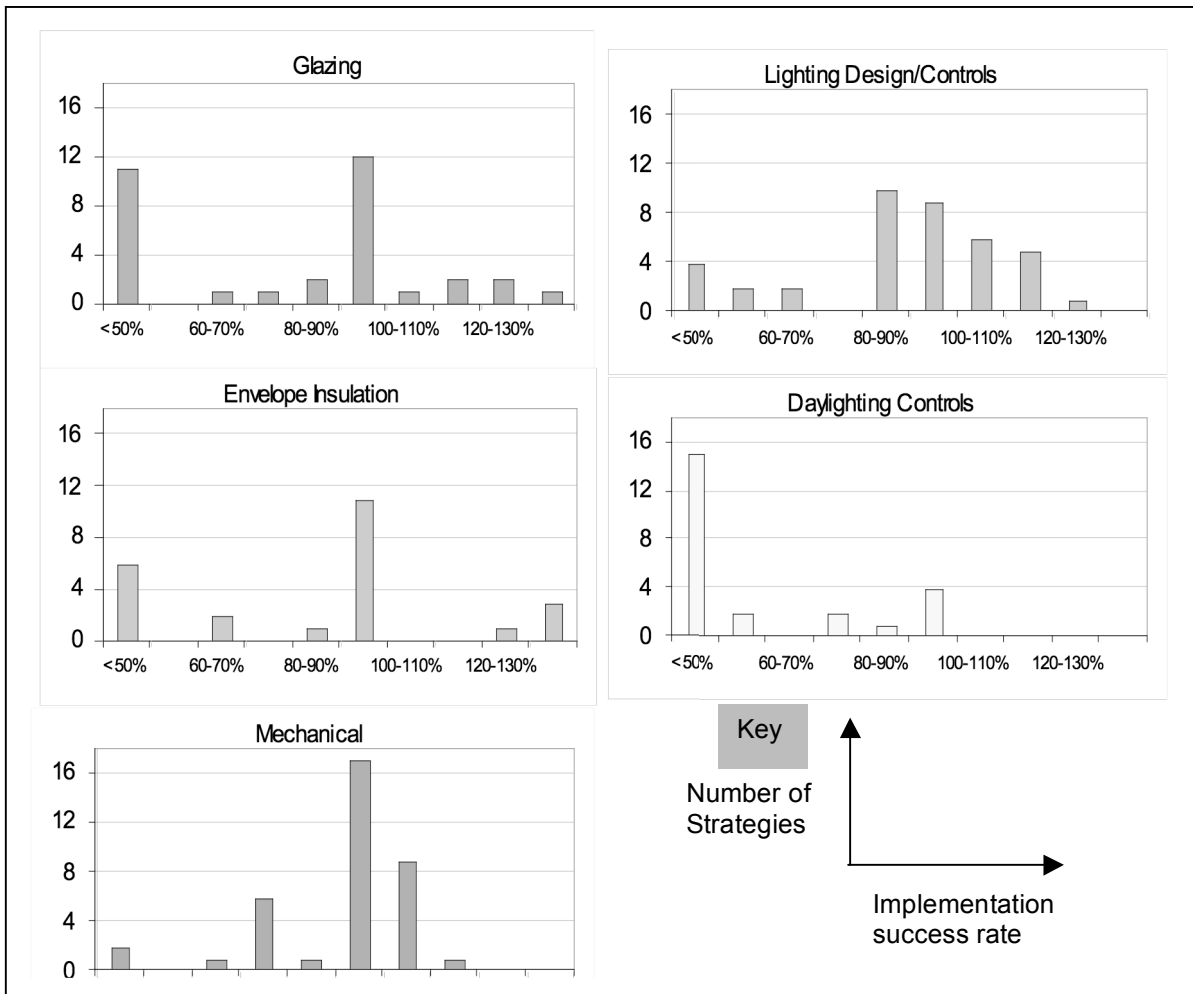 Glazing
16
12
8
4
0
<50% 60-70% 80-90% 100-110% 120-130%
Lighting Design/Controls
16
12
8
4
0
<50% 60-70% 80-90% 100-110% 120-130%
Envelope Insulation
16
12
8
4
0
<50% 60-70% 80-90% 100-110% 120-130%
Daylighting Controls
16
12
8
4
0
<50% 60-70% 80-90% 100-110% 120-130%
Mechanical
16
12
8
4
0
Key
Number of
Strategies
Implementation
success rate